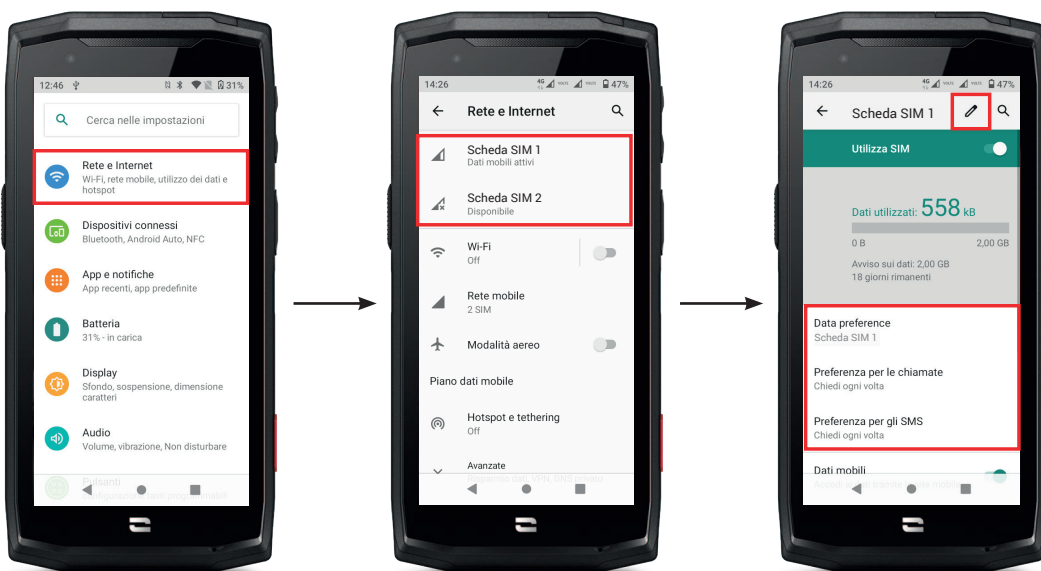 12:46
31%
Cerca nelle impostazioni
Rete e Internet
Wi-Fi, rete mobile, utilizzo dei dati e
hotspot
Dispositivi connessi
Bluetooth, Android Auto, NFC
App e notifiche
App recenti, app predefinite
Batteria
31% - in carica
Display
Sfondo, sospensione, dimensione
caratteri
Audio
Volume, vibrazione, Non disturbare
Pulsanti
14:26
4G
47%
Rete e Internet
Scheda SIM 1
Dati mobili attivi
Scheda SIM 2
Disponibile
Wi-Fi
Off
Rete mobile
2 SIM
Modalità aereo
Piano dati mobile
Hotspot e tethering
Off
Avanzate
14:26
4G
47%
Scheda SIM 1
Utilizza SIM
Dati utilizzati: 558 kB
0 B 2,00 GB
Avviso sui dati: 2,00 GB
18 giorni rimanenti
Data preference
Scheda SIM 1
Preferenza per le chiamate
Chiedi ogni volta
Preferenza per gli SMS
Chiedi ogni volta
Dati mobili